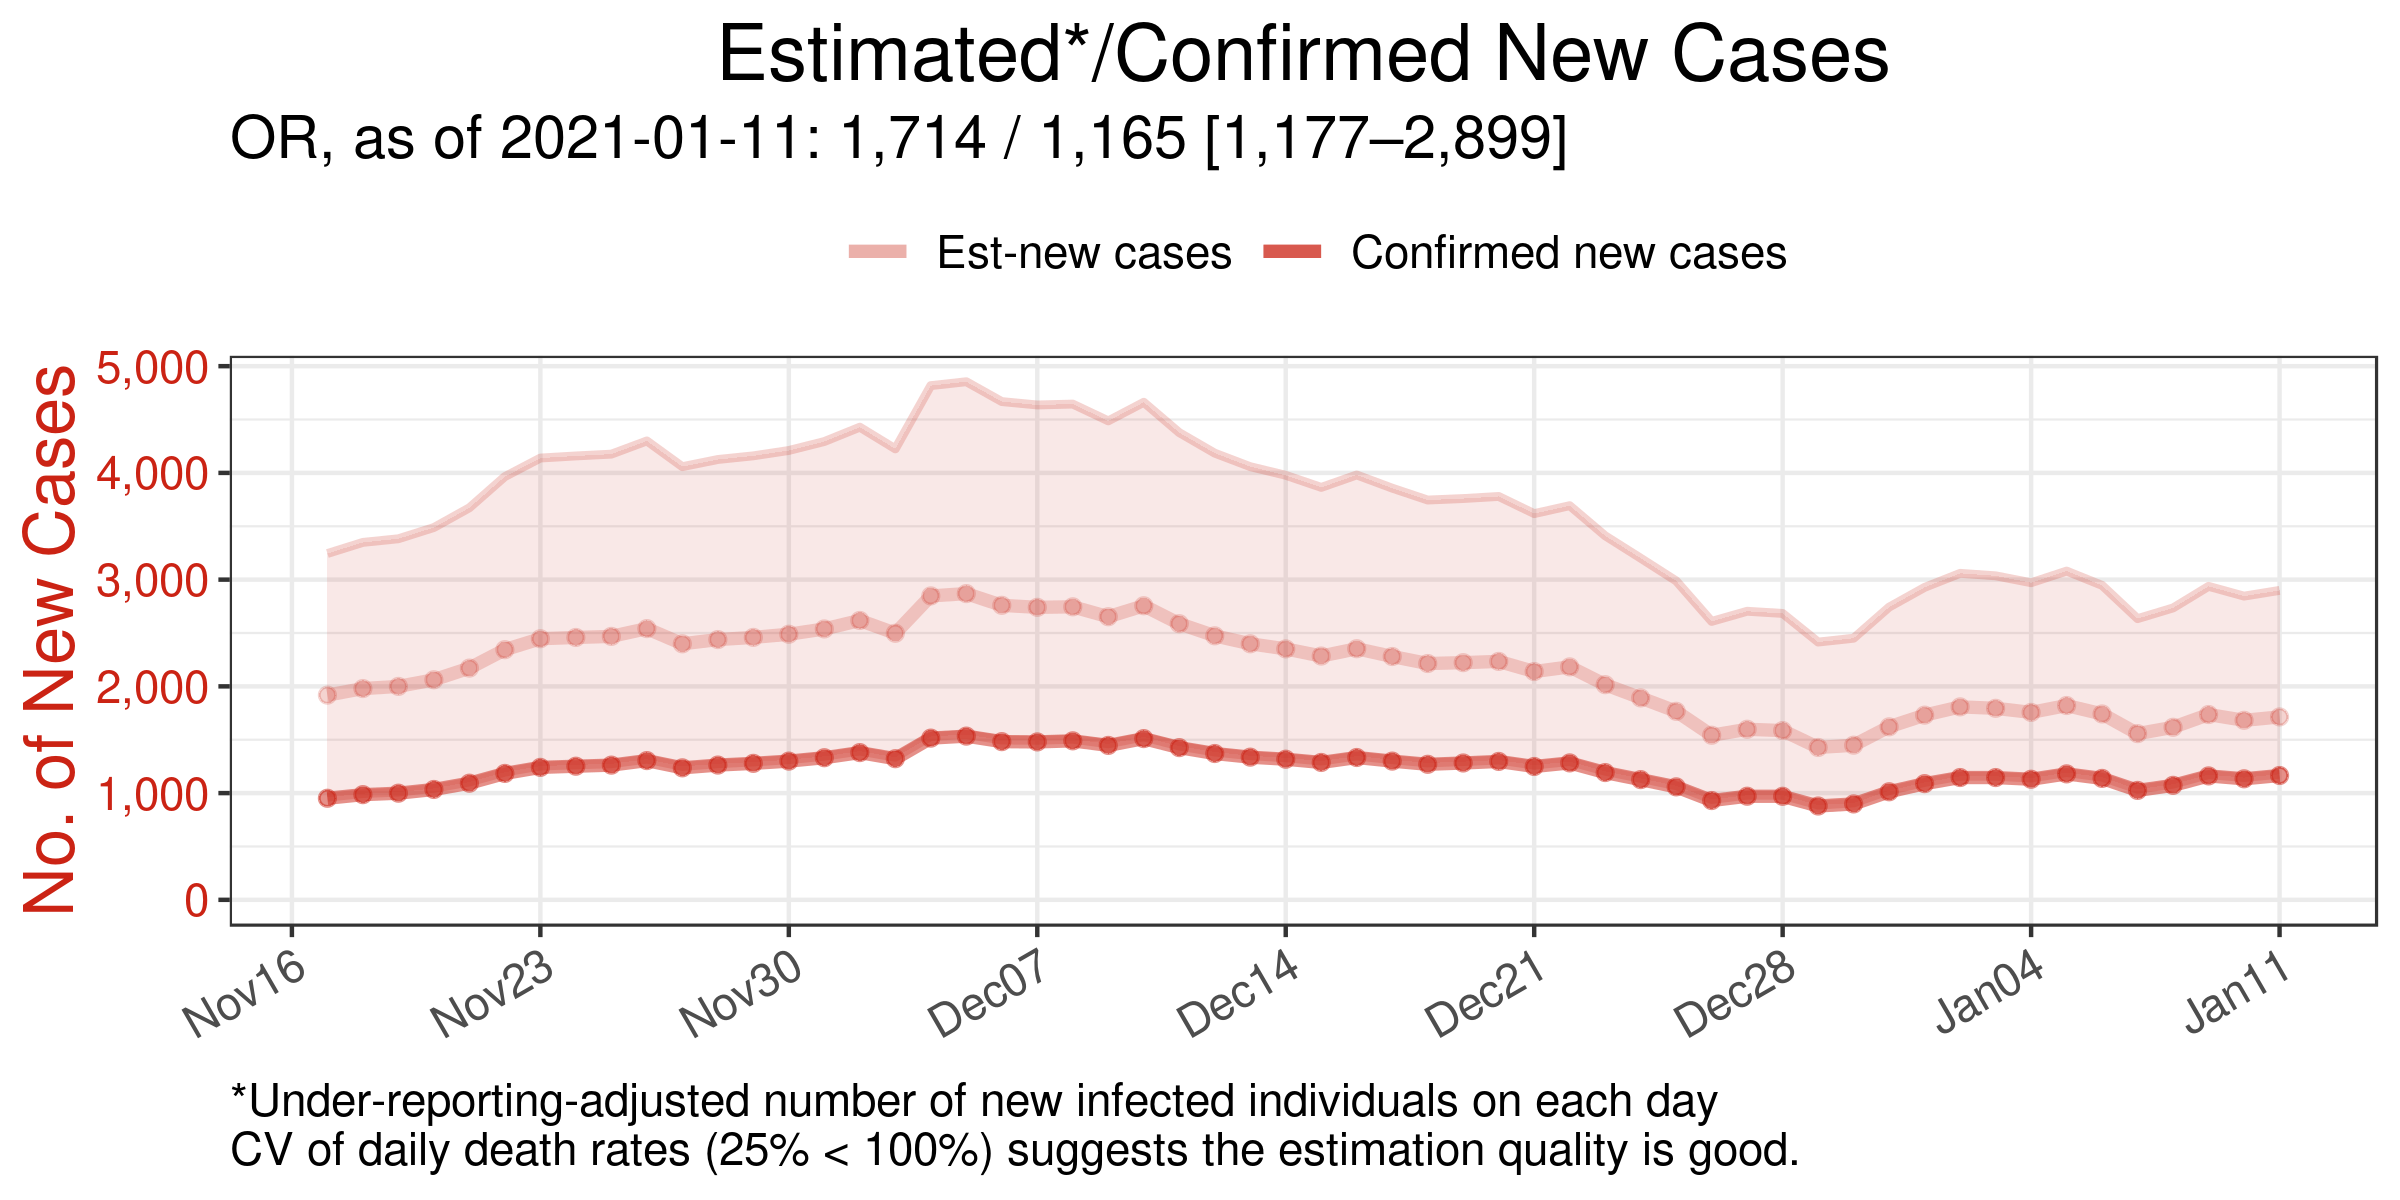 Estimated*/Confirmed New Cases
OR, as of 2021-01-11: 1,714 / 1,165 [1,177–2,899]
Est-new cases Confirmed new cases
No. of New Cases
5,000
4,000
3,000
2,000
1,000
0
Nov16 Nov23 Nov30 Dec07 Dec14 Dec21 Dec28 Jan04 Jan11
*Under-reporting-adjusted number of new infected individuals on each day
CV of daily death rates (25% < 100%) suggests the estimation quality is good.